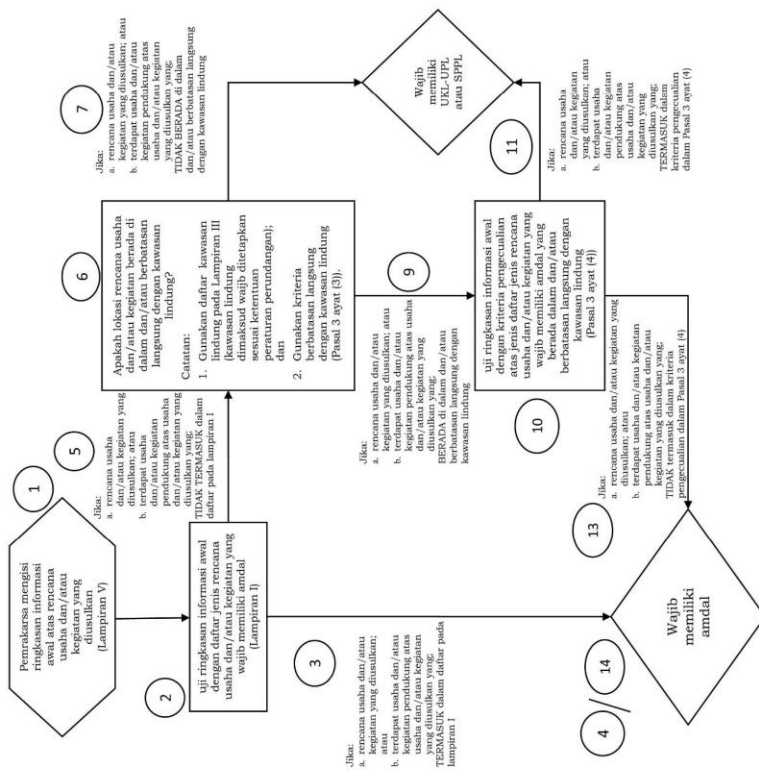 1
Pemrakarsa mengisi
ringkasan informasi
awal atas rencana
usaha dan/atau
kegiatan yang
diusulkan
(Lampiran V)
2
uji ringkasan informasi awal
dengan daftar jenis rencana
usaha dan/atau kegiatan yang
wajib memiliki amdal
(Lampiran I)
3
Jika:
a. rencana usaha dan/atau
kegiatan yang diusulkan;
atau
b. terdapat usaha dan/atau
kegiatan pendukung atas
usaha dan/atau kegiatan
yang diusulkan yang;
TERMASUK dalam daftar pada
lampiran I
4
/
14
Wajib
memiliki
amdal
5
Jika:
a. rencana usaha
dan/atau kegiatan yang
diusulkan; atau
b. terdapat usaha
dan/atau kegiatan
pendukung atas usaha
dan/atau kegiatan yang
diusulkan yang;
TIDAK TERMASUK dalam
daftar pada lampiran I
6
Apakah lokasi rencana usaha
dan/atau kegiatan berada di
dalam dan/atau berbatasan
langsung dengan kawasan
lindung?
Catatan:
1. Gunakan daftar kawasan
lindung pada Lampiran III
(kawasan lindung
dimaksud wajib ditetapkan
sesuai ketentuan
peraturan perundangan);
dan
2. Gunakan kriteria
berbatasan langsung
dengan kawasan lindung
(Pasal 3 ayat (3)).
7
Jika:
a. rencana usaha dan/atau
kegiatan yang diusulkan; atau
b. terdapat usaha dan/atau
kegiatan pendukung atas
usaha dan/atau kegiatan
yang diusulkan yang;
TIDAK BERADA di dalam
dan/atau berbatasan langsung
dengan kawasan lindung
Wajib
memiliki
UKL-UPL
atau SPPL
9
Jika:
a. rencana usaha dan/atau
kegiatan yang diusulkan; atau
b. terdapat usaha dan/atau
kegiatan pendukung atas usaha
dan/atau kegiatan yang
diusulkan yang;
BERADA di dalam dan/atau
berbatasan langsung dengan
kawasan lindung
10
uji ringkasan informasi awal
dengan kriteria pengecualian
atas jenis daftar jenis rencana
usaha dan/atau kegiatan yang
wajib memiliki amdal yang
berada dalam dan/atau
berbatasan langsung dengan
kawasan lindung
(Pasal 3 ayat (4))
11
Jika:
a. rencana usaha
dan/atau kegiatan
yang diusulkan; atau
b. terdapat usaha
dan/atau kegiatan
pendukung atas
usaha dan/atau
kegiatan yang
diusulkan yang;
TERMASUK dalam
kriteria pengecualian
dalam Pasal 3 ayat (4)
13
Jika:
a. rencana usaha dan/atau kegiatan yang
diusulkan; atau
b. terdapat usaha dan/atau kegiatan
pendukung atas usaha dan/atau
kegiatan yang diusulkan yang;
TIDAK termasuk dalam kriteria
pengecualian dalam Pasal 3 ayat (4)